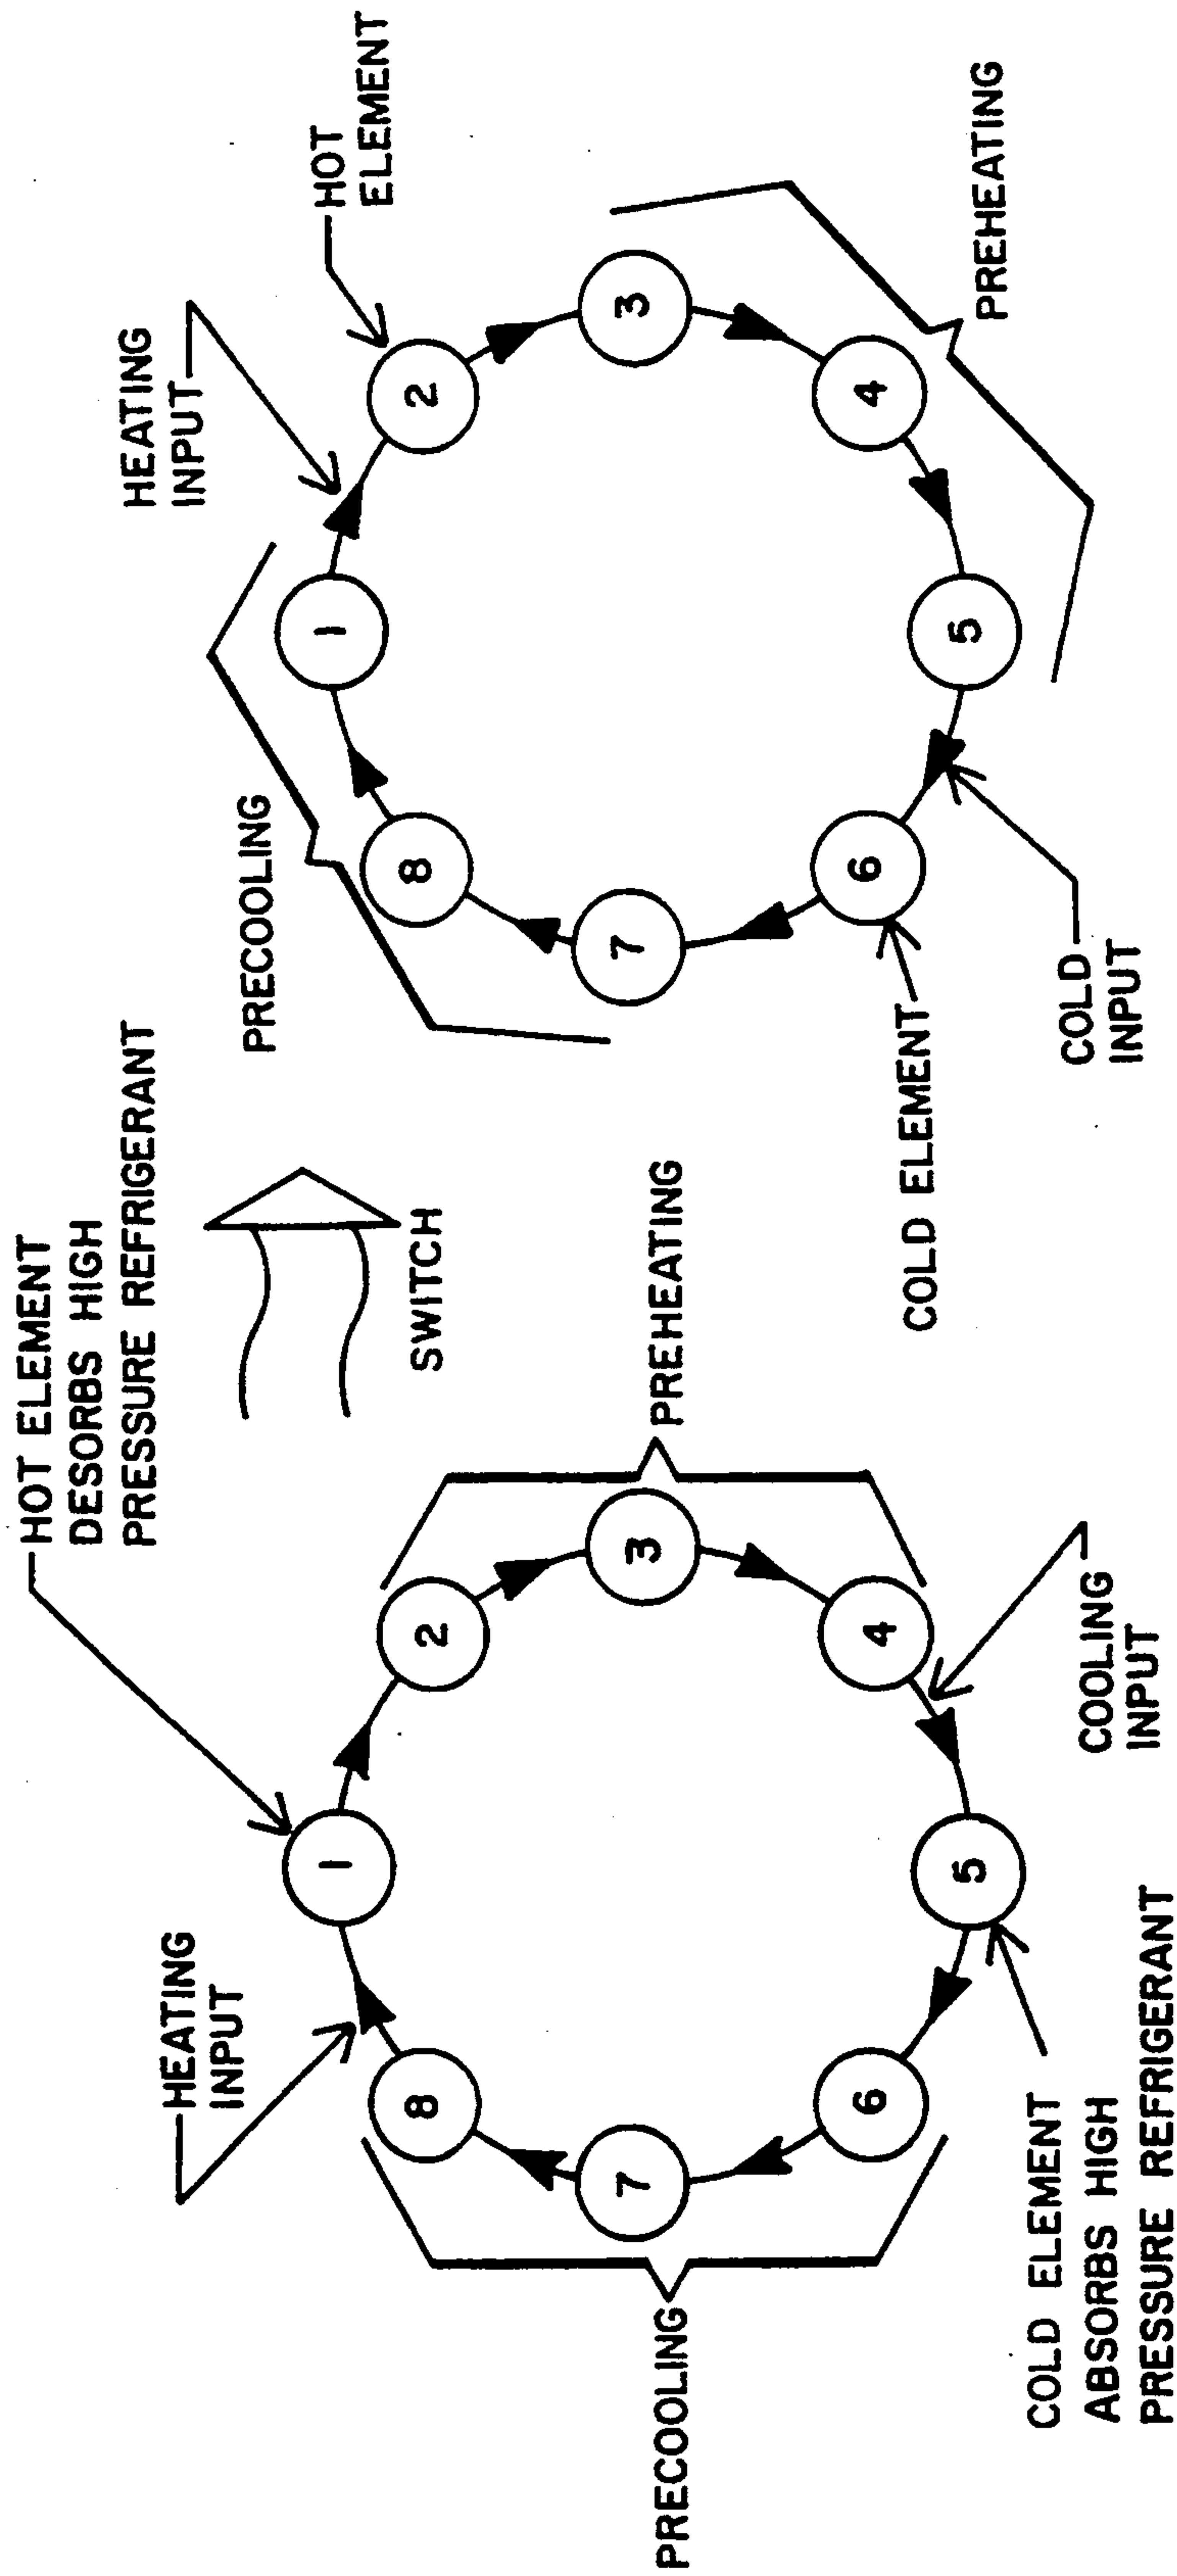 HOT ELEMENT
DESORBS HIGH
PRESSURE REFRIGERANT
HEATING
INPUT
1
2
3
4
5
6
7
8
PRECOOLING
PREHEATING
COOLING
INPUT
COLD ELEMENT
ABSORBS HIGH
PRESSURE REFRIGERANT
SWITCH
HEATING
INPUT
HOT
ELEMENT
PRECOOLING
1
2
3
4
5
6
7
8
PREHEATING
COLD ELEMENT
COLD
INPUT